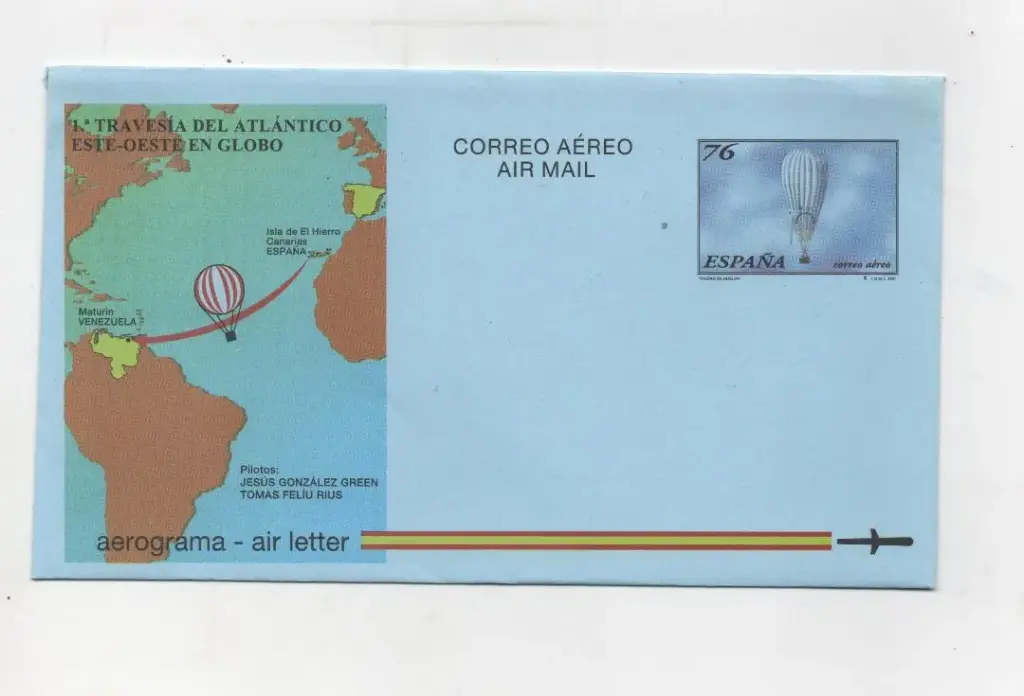 1.ª TRAVESÍA DEL ATLÁNTICO
ESTE-OESTE EN GLOBO
Isla de El Hierro
Canarias
ESPAÑA
Maturin
VENEZUELA
Pilotos:
JESÚS GONZÁLEZ GREEN
TOMAS FELÍU RIUS
aerograma - air letter
CORREO AÉREO
AIR MAIL
76
ESPAÑA
correo aéreo